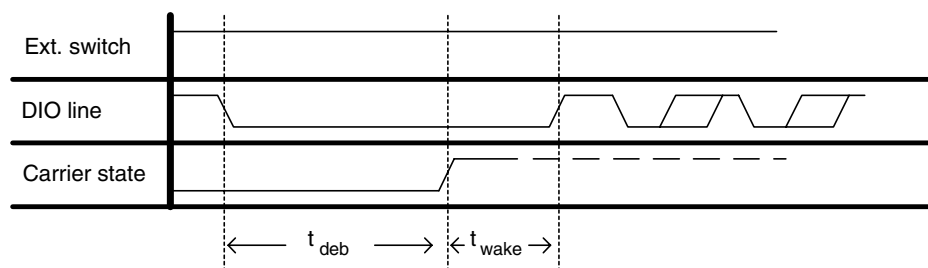 Ext. switch
DIO line
Carrier state
t deb
t wake